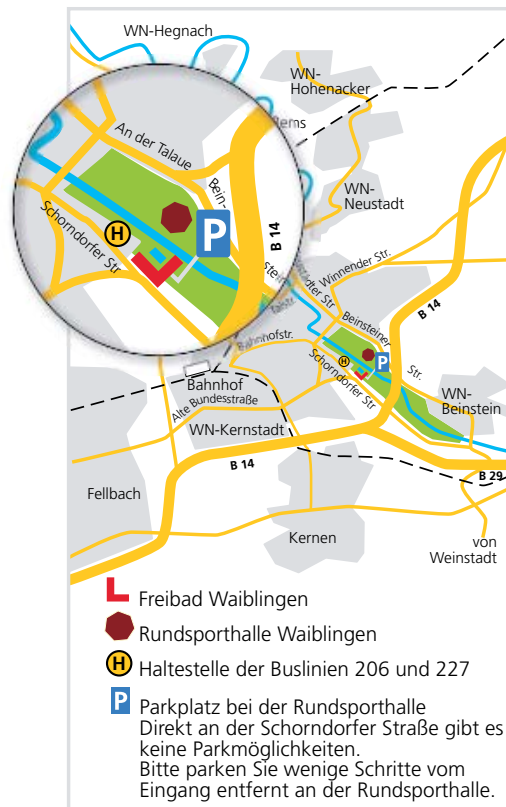 WN-Hegnach
WN-
Hohenacker
Rems
An der Talaue
WN-
Neustadt
Bein-
Schorndorfer Str
H
P
B 14
Winnender Str.
B 14
Talstr.
Beinsteiner
Str.
Bahnhofstr.
H
P
Schorndorfer Str
WN-
Beinstein
Bahnhof
Alte Bundesstraße
WN-Kernstadt
B 14
B 29
Fellbach
Kernen
von
Weinstadt
Freibad Waiblingen
Rundsporthalle Waiblingen
H Haltestelle der Buslinien 206 und 227
P Parkplatz bei der Rundsporthalle
Direkt an der Schorndorfer Straße gibt es
keine Parkmöglichkeiten.
Bitte parken Sie wenige Schritte vom
Eingang entfernt an der Rundsporthalle.